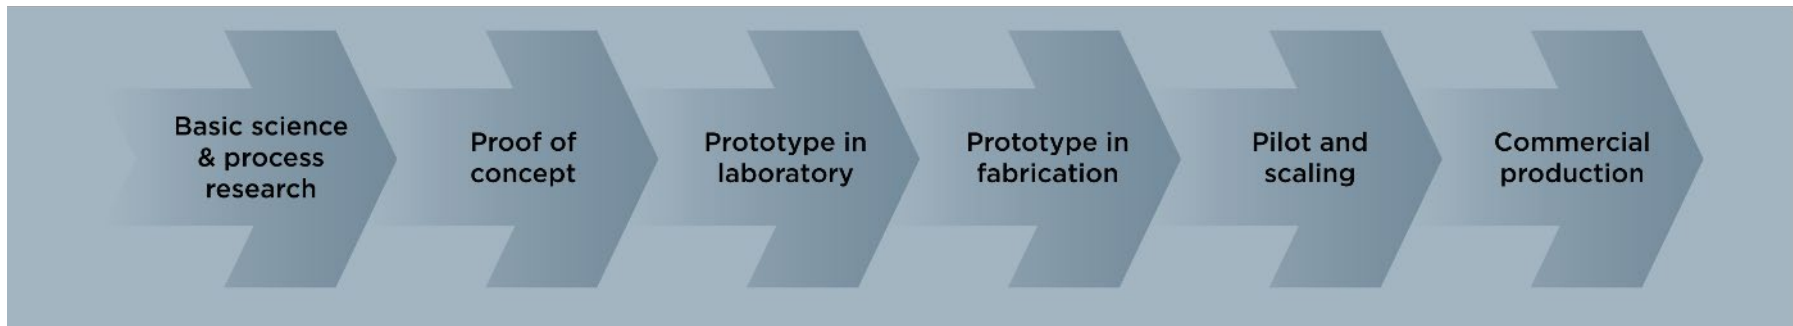 Basic science
& process
research
Proof of
concept
Prototype in
laboratory
Prototype in
fabrication
Pilot and
scaling
Commercial
production